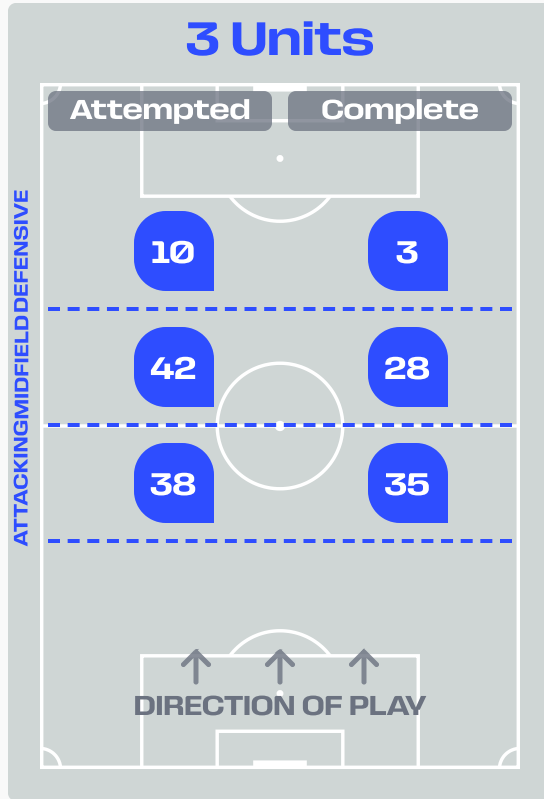 3 Units
Attempted Complete
10 3
42 28
38 35
ATTACKING MIDFIELD DEFENSIVE
DIRECTION OF PLAY